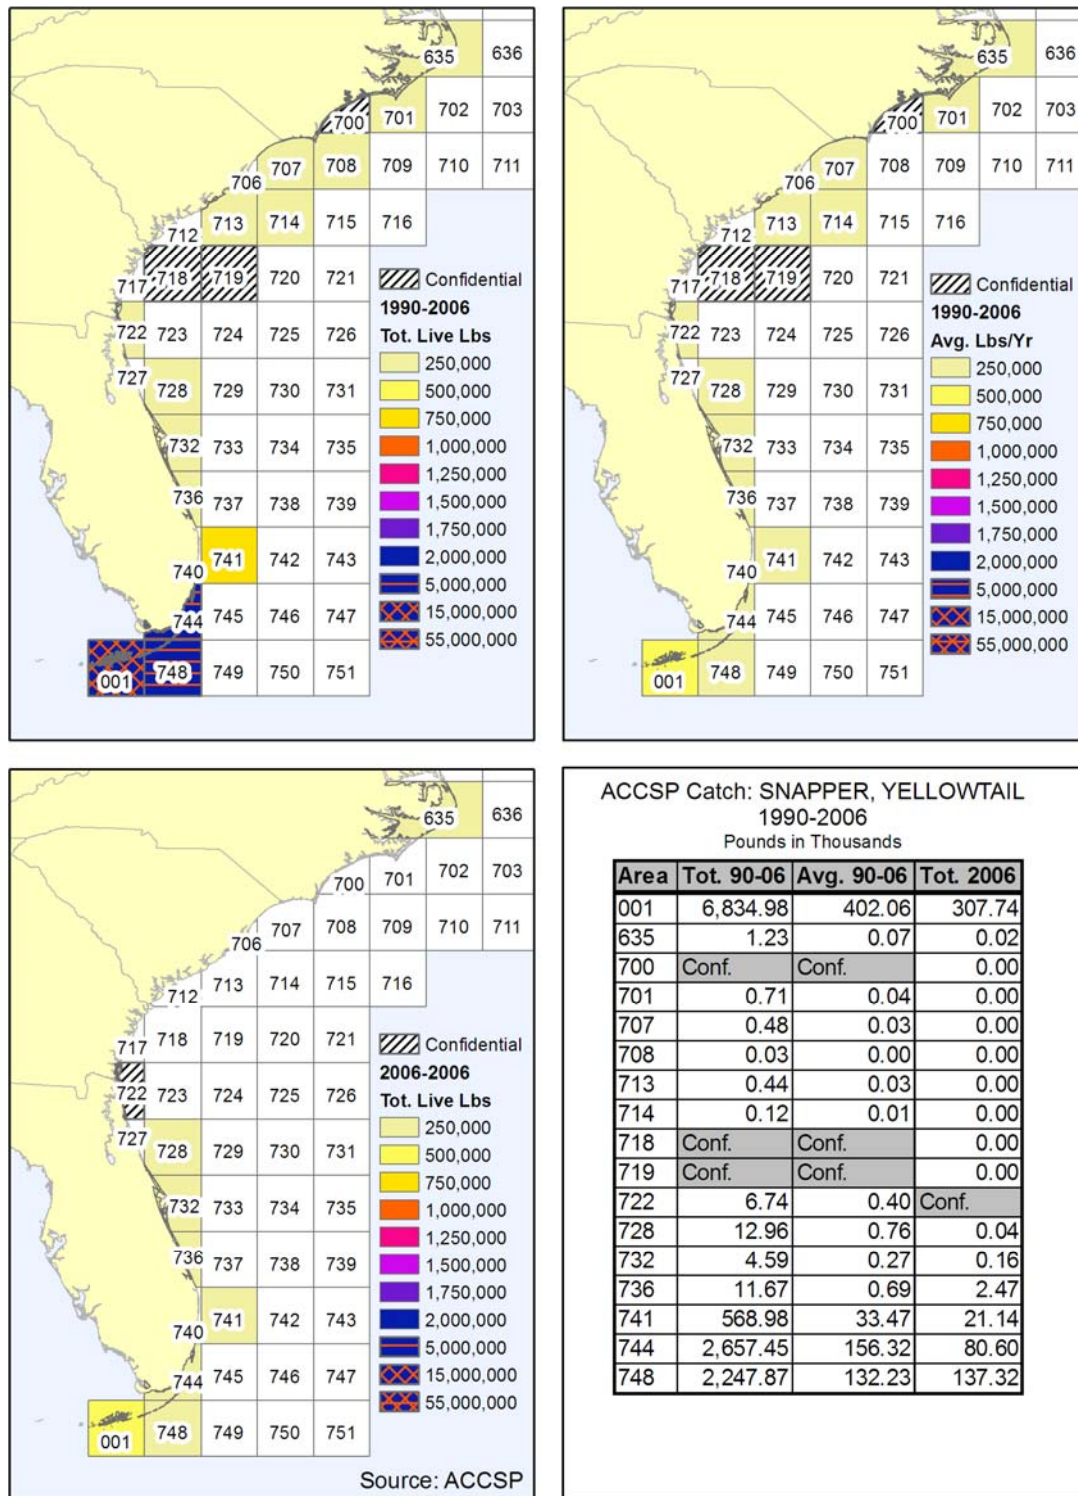 635 636
700 701 702 703
706 707 708 709 710 711
712 713 714 715 716
717 718 719 720 721
722 723 724 725 726
727 728 729 730 731
732 733 734 735
736 737 738 739
740 741 742 743
744 745 746 747
001 748 749 750 751
Confidential
1990-2006
Tot. Live Lbs
250,000
500,000
750,000
1,000,000
1,250,000
1,500,000
1,750,000
2,000,000
5,000,000
15,000,000
55,000,000
635 636
700 701 702 703
706 707 708 709 710 711
712 713 714 715 716
717 718 719 720 721
722 723 724 725 726
727 728 729 730 731
732 733 734 735
736 737 738 739
740 741 742 743
744 745 746 747
001 748 749 750 751
Confidential
1990-2006
Avg. Lbs/Yr
250,000
500,000
750,000
1,000,000
1,250,000
1,500,000
1,750,000
2,000,000
5,000,000
15,000,000
55,000,000
635 636
700 701 702 703
706 707 708 709 710 711
712 713 714 715 716
717 718 719 720 721
722 723 724 725 726
727 728 729 730 731
732 733 734 735
736 737 738 739
740 741 742 743
744 745 746 747
001 748 749 750 751
Confidential
2006-2006
Tot. Live Lbs
250,000
500,000
750,000
1,000,000
1,250,000
1,500,000
1,750,000
2,000,000
5,000,000
15,000,000
55,000,000
Source: ACCSP
ACCSP Catch: SNAPPER, YELLOWTAIL
1990-2006
Pounds in Thousands
Area Tot. 90-06 Avg. 90-06 Tot. 2006
001 6,834.98 402.06 307.74
635 1.23 0.07 0.02
700 Conf. Conf. 0.00
701 0.71 0.04 0.00
707 0.48 0.03 0.00
708 0.03 0.00 0.00
713 0.44 0.03 0.00
714 0.12 0.01 0.00
718 Conf. Conf. 0.00
719 Conf. Conf. 0.00
722 6.74 0.40 Conf.
728 12.96 0.76 0.04
732 4.59 0.27 0.16
736 11.67 0.69 2.47
741 568.98 33.47 21.14
744 2,657.45 156.32 80.60
748 2,247.87 132.23 137.32